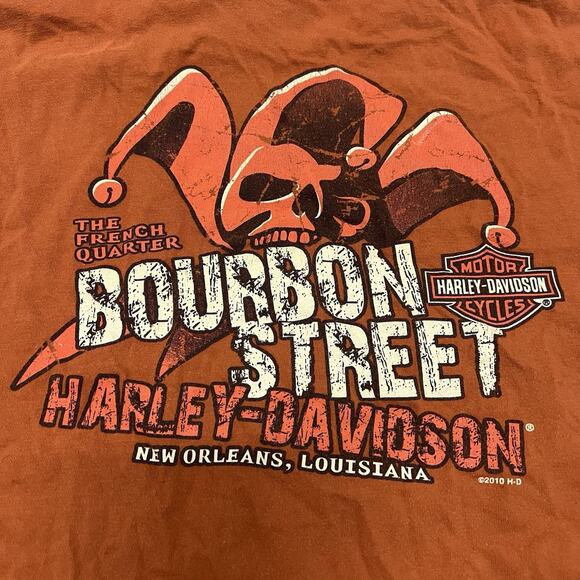 THE
FRENCH
QUARTER
BOURBON
STREET
MOTOR
HARLEY-DAVIDSON
CYCLES
®
HARLEY-DAVIDSON®
NEW ORLEANS, LOUISIANA
©2010 H-D